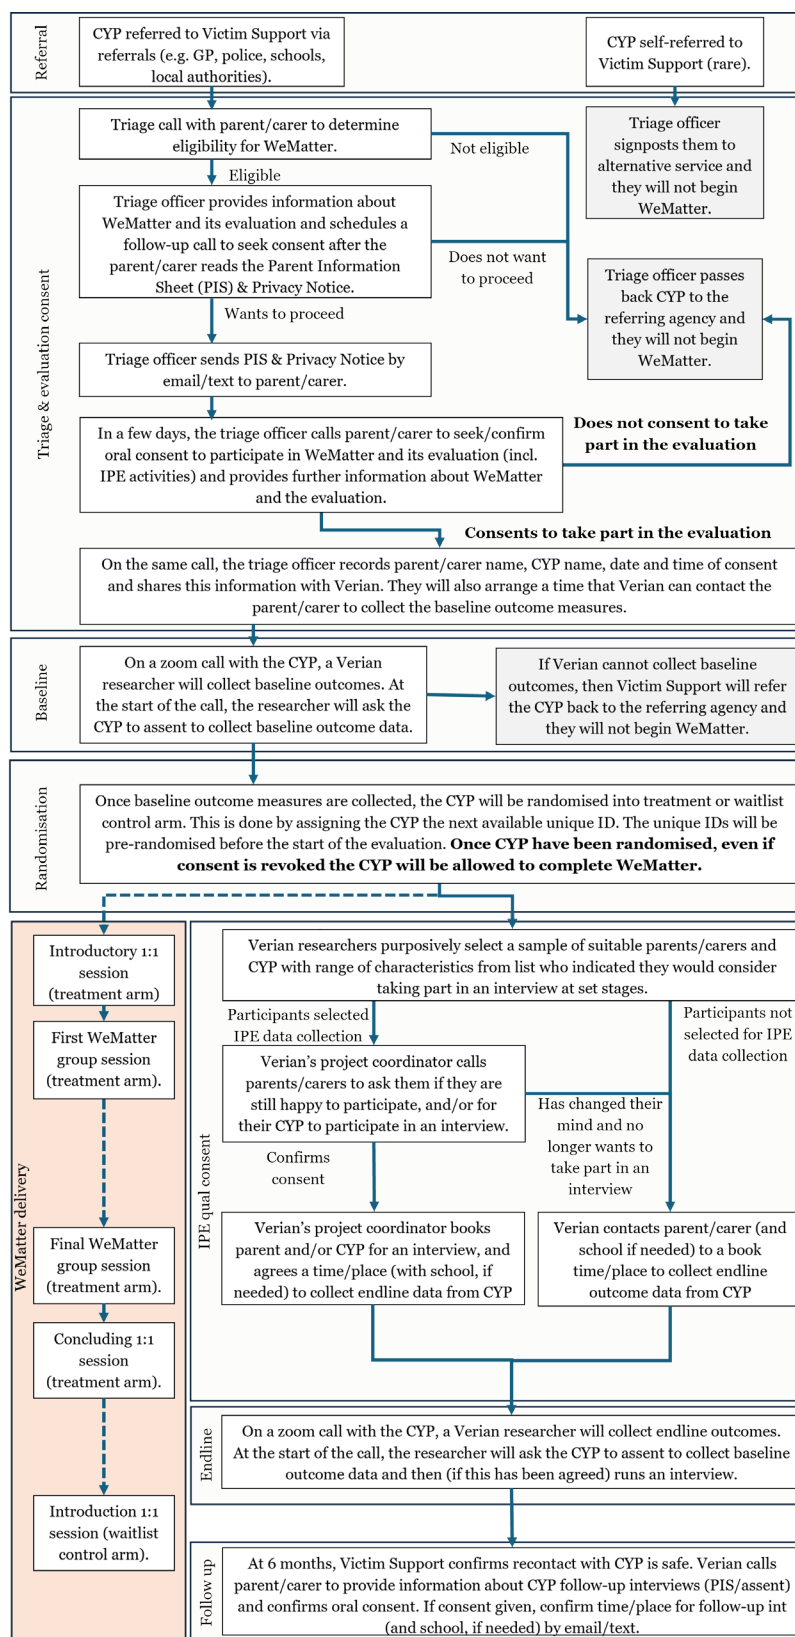 Referral
CYP referred to Victim Support via
referrals (e.g. GP, police, schools,
local authorities).
CYP self-referred to
Victim Support (rare).
Triage & evaluation consent
Triage call with parent/carer to determine
eligibility for WeMatter.
Not eligible
Triage officer
signposts them to
alternative service and
they will not begin
WeMatter.
Eligible
Triage officer provides information about
WeMatter and its evaluation and schedules a
follow-up call to seek consent after the
parent/carer reads the Parent Information
Sheet (PIS) & Privacy Notice.
Does not want
to proceed
Triage officer passes
back CYP to the
referring agency and
they will not begin
WeMatter.
Wants to proceed
Triage officer sends PIS & Privacy Notice by
email/text to parent/carer.
In a few days, the triage officer calls parent/carer to seek/confirm
oral consent to participate in WeMatter and its evaluation (incl.
IPE activities) and provides further information about WeMatter
and the evaluation.
Does not consent to take
part in the evaluation
Consents to take part in the evaluation
On the same call, the triage officer records parent/carer name, CYP name, date and time of consent
and shares this information with Verian. They will also arrange a time that Verian can contact the
parent/carer to collect the baseline outcome measures.
Baseline
On a zoom call with the CYP, a Verian
researcher will collect baseline outcomes. At
the start of the call, the researcher will ask the
CYP to assent to collect baseline outcome data.
If Verian cannot collect baseline
outcomes, then Victim Support will refer
the CYP back to the referring agency and
they will not begin WeMatter.
Randomisation
Once baseline outcome measures are collected, the CYP will be randomised into treatment or waitlist
control arm. This is done by assigning the CYP the next available unique ID. The unique IDs will be
pre-randomised before the start of the evaluation. Once CYP have been randomised, even if
consent is revoked the CYP will be allowed to complete WeMatter.
WeMatter delivery
Introductory 1:1
session
(treatment arm)
First WeMatter
group session
(treatment arm).
Final WeMatter
group session
(treatment arm).
Concluding 1:1
session
(treatment arm).
Introduction 1:1
session (waitlist
control arm).
IPE qual consent
Verian researchers purposively select a sample of suitable parents/carers and
CYP with range of characteristics from list who indicated they would consider
taking part in an interview at set stages.
Participants selected
IPE data collection
Participants not
selected for IPE
data collection
Verian's project coordinator calls
parents/carers to ask them if they are
still happy to participate, and/or for
their CYP to participate in an interview.
Has changed their
mind and no
longer wants to
take part in an
interview
Confirms
consent
Verian's project coordinator books
parent and/or CYP for an interview, and
agrees a time/place (with school, if
needed) to collect endline data from CYP
Verian contacts parent/carer (and
school if needed) to a book
time/place to collect endline
outcome data from CYP
Endline
On a zoom call with the CYP, a Verian researcher will collect endline outcomes.
At the start of the call, the researcher will ask the CYP to assent to collect baseline
outcome data and then (if this has been agreed) runs an interview.
Follow up
At 6 months, Victim Support confirms recontact with CYP is safe. Verian calls
parent/carer to provide information about CYP follow-up interviews (PIS/assent)
and confirms oral consent. If consent given, confirm time/place for follow-up int
(and school, if needed) by email/text.